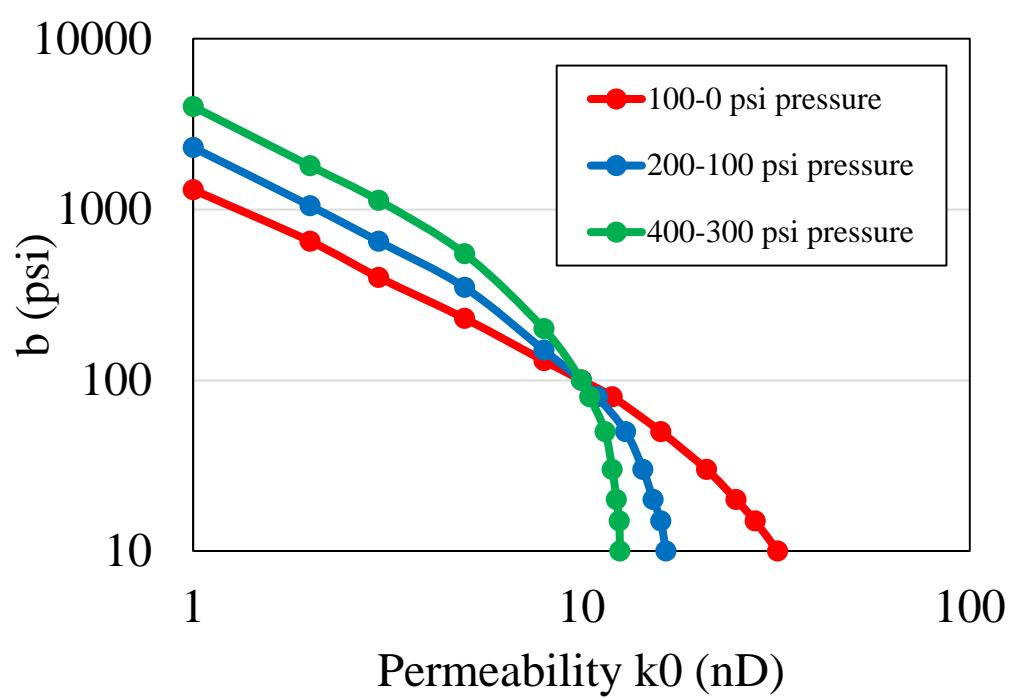 10000
1000
100
10
b (psi)
100-0 psi pressure
200-100 psi pressure
400-300 psi pressure
1
10
100
Permeability k0 (nD)